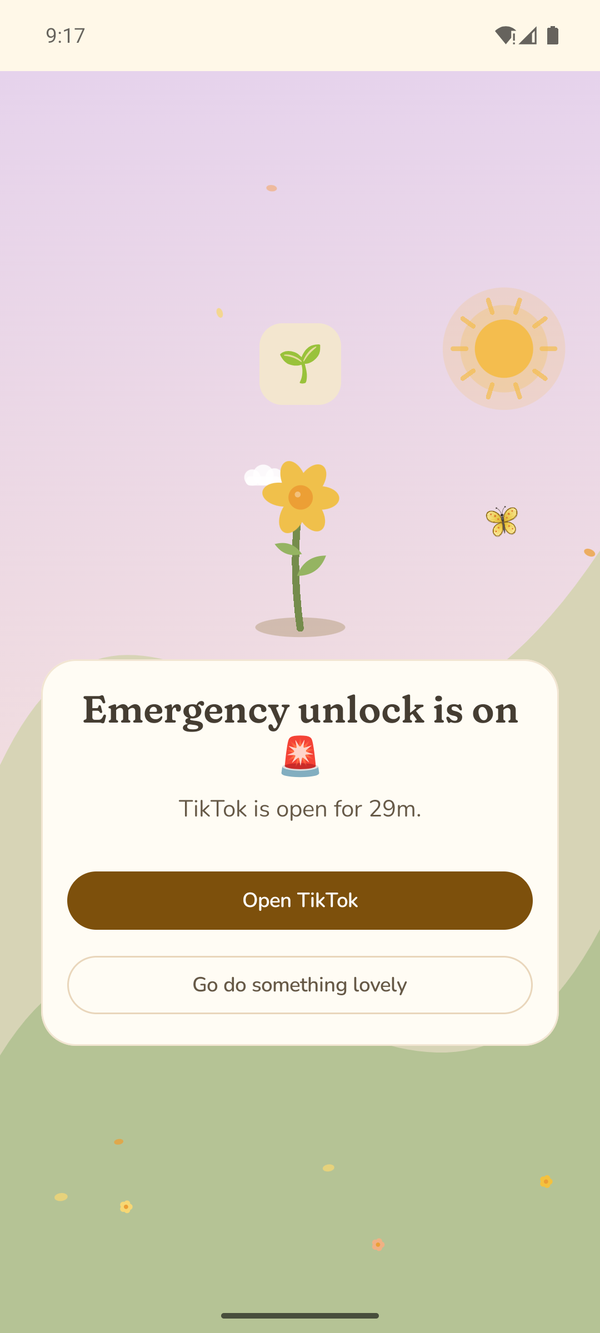 9:17
Emergency unlock is on
🚨
TikTok is open for 29m.
Open TikTok
Go do something lovely